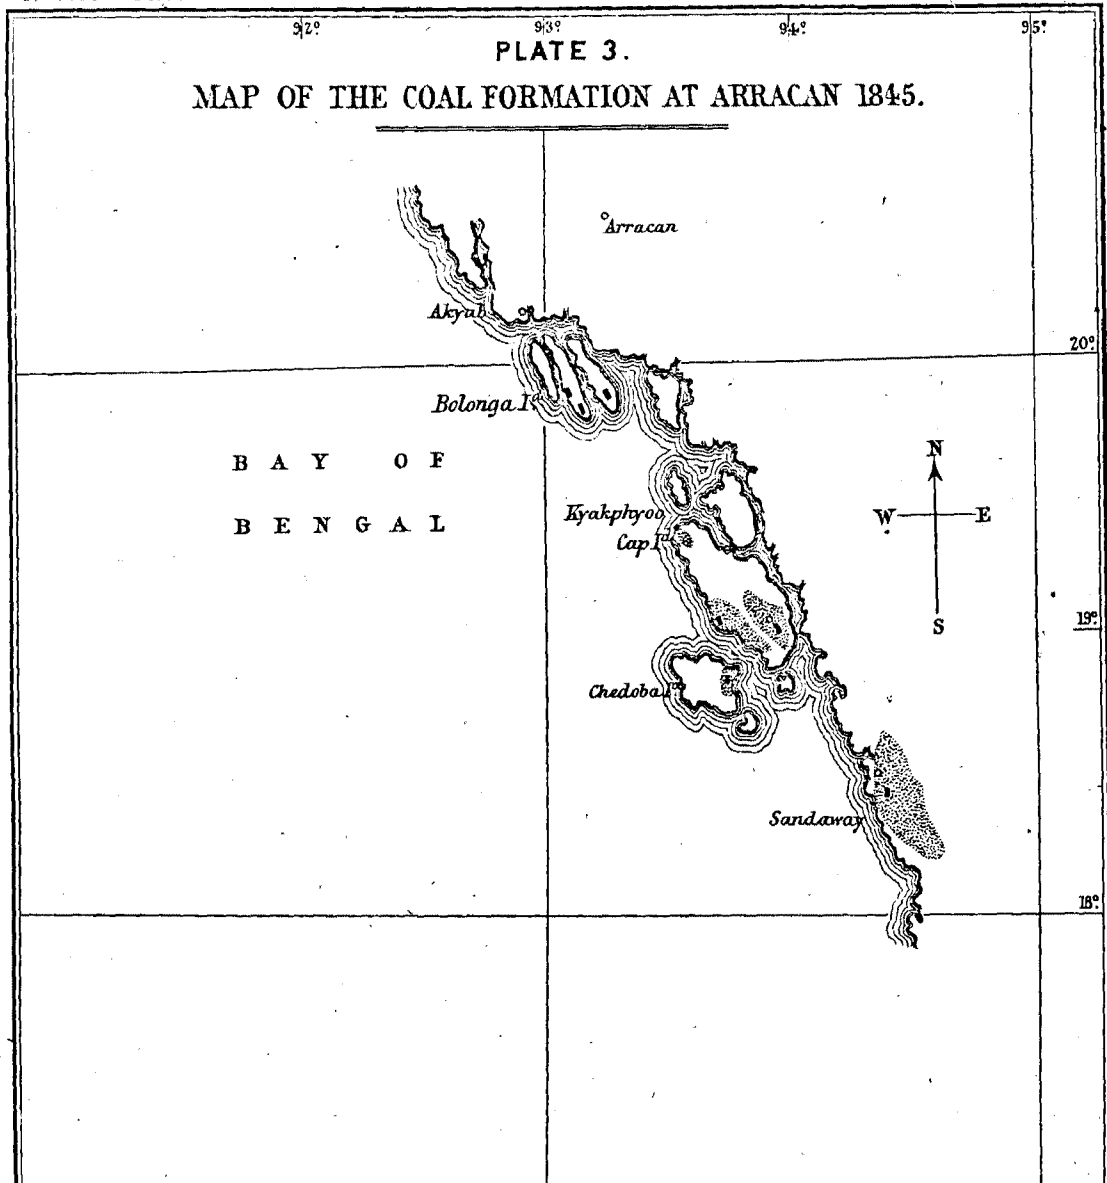 92° 93° 94° 95°
PLATE 3.
MAP OF THE COAL FORMATION AT ARRACAN 1845.
Arracan
Akyab
20°
Bolonga I.ˢ
BAY OF
BENGAL
N
W E
S
Kyakphyoo
Cap I.ᵈ
19°
Chedoba I.ᵈ
Sandaway
18°